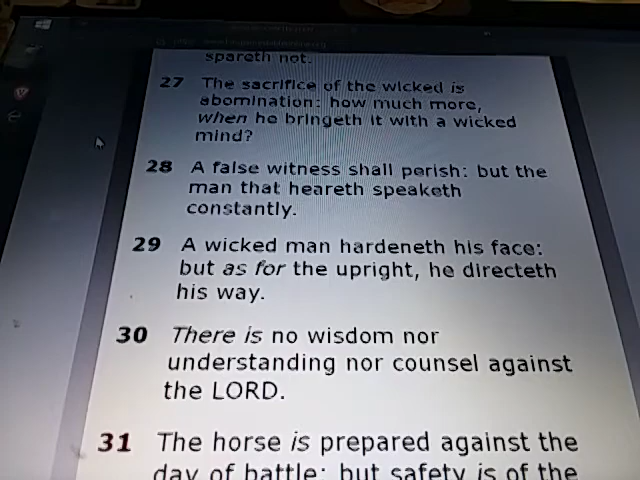 spareth not.
27 The sacrifice of the wicked is
abomination: how much more,
when he bringeth it with a wicked
mind?
28 A false witness shall perish: but the
man that heareth speaketh
constantly.
29 A wicked man hardeneth his face:
but as for the upright, he directeth
his way.
30 There is no wisdom nor
understanding nor counsel against
the LORD.
31 The horse is prepared against the
day of battle: but safety is of the